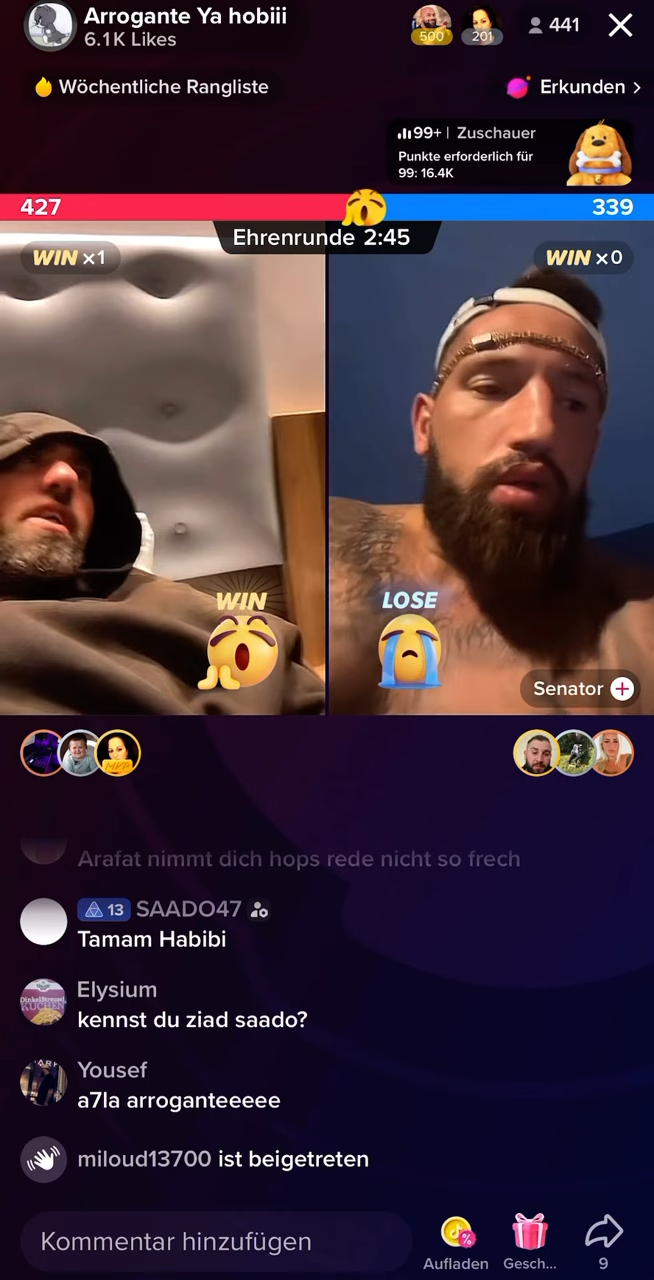 Arrogante Ya hobiii
6.1K Likes
500
201
441
Wöchentliche Rangliste
Erkunden >
99+ | Zuschauer
Punkte erforderlich für
99: 16.4K
427
339
Ehrenrunde 2:45
WIN x1
WIN x0
WIN
LOSE
Senator +
MVP
Arafat nimmt dich hops rede nicht so frech
13 SAADO47
Tamam Habibi
Elysium
kennst du ziad saado?
Yousef
a7la arroganteeeee
miloud13700 ist beigetreten
Kommentar hinzufügen
Aufladen
Gesch...
9